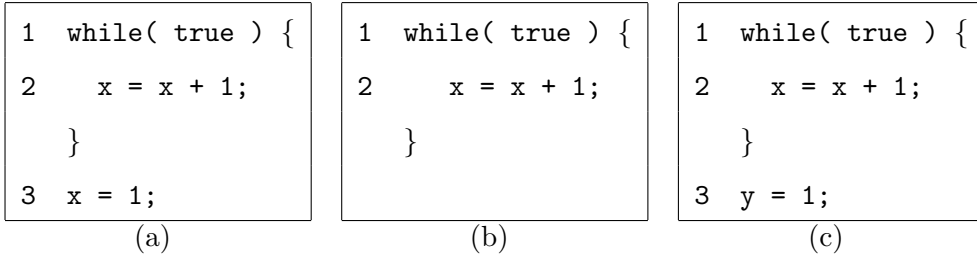 1 while( true ) {
2 x = x + 1;
}
3 x = 1;
(a)
1 while( true ) {
2 x = x + 1;
}
(b)
1 while( true ) {
2 x = x + 1;
}
3 y = 1;
(c)